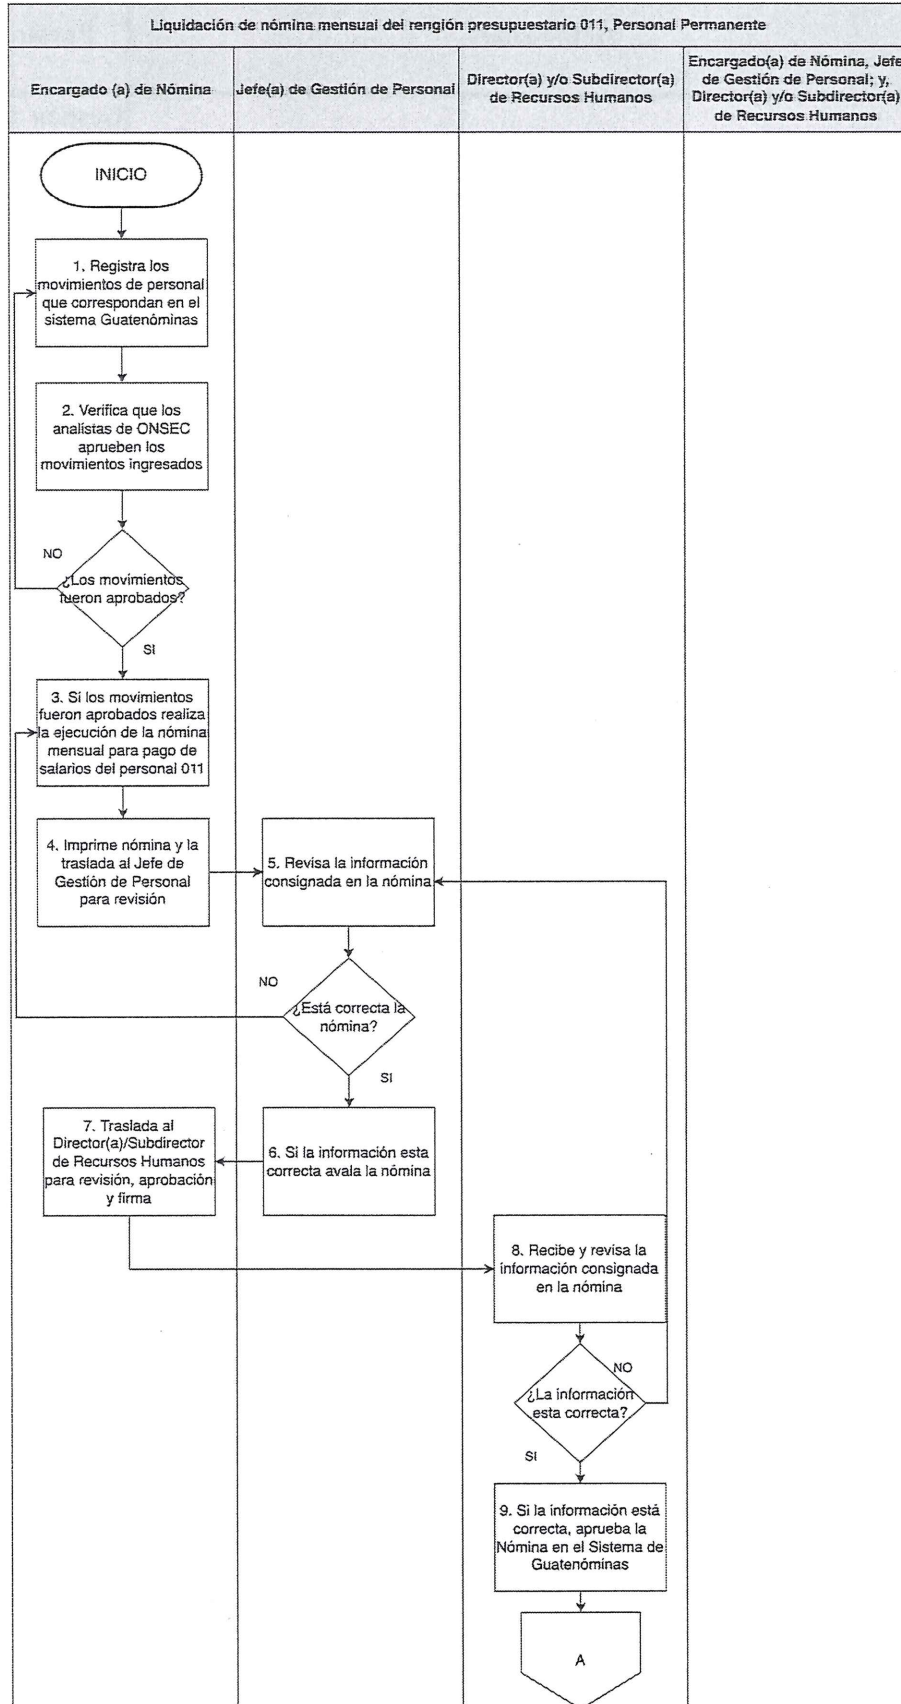 Liquidación de nómina mensual del renglón presupuestario 011, Personal Permanente
Encargado (a) de Nómina
Jefe(a) de Gestión de Personal
Director(a) y/o Subdirector(a)
de Recursos Humanos
Encargado(a) de Nómina, Jefe
de Gestión de Personal; y,
Director(a) y/o Subdirector(a)
de Recursos Humanos
INICIO
1. Registra los
movimientos de personal
que correspondan en el
sistema Guatenóminas
2. Verifica que los
analistas de ONSEC
aprueben los
movimientos ingresados
NO
¿Los movimientos
fueron aprobados?
SI
3. Si los movimientos
fueron aprobados realiza
la ejecución de la nómina
mensual para pago de
salarios del personal 011
4. Imprime nómina y la
traslada al Jefe de
Gestión de Personal
para revisión
5. Revisa la información
consignada en la nómina
NO
¿Está correcta la
nómina?
SI
6. Si la información esta
correcta avala la nómina
7. Traslada al
Director(a)/Subdirector
de Recursos Humanos
para revisión, aprobación
y firma
8. Recibe y revisa la
información consignada
en la nómina
NO
¿La información
esta correcta?
SI
9. Si la información está
correcta, aprueba la
Nómina en el Sistema de
Guatenóminas
A